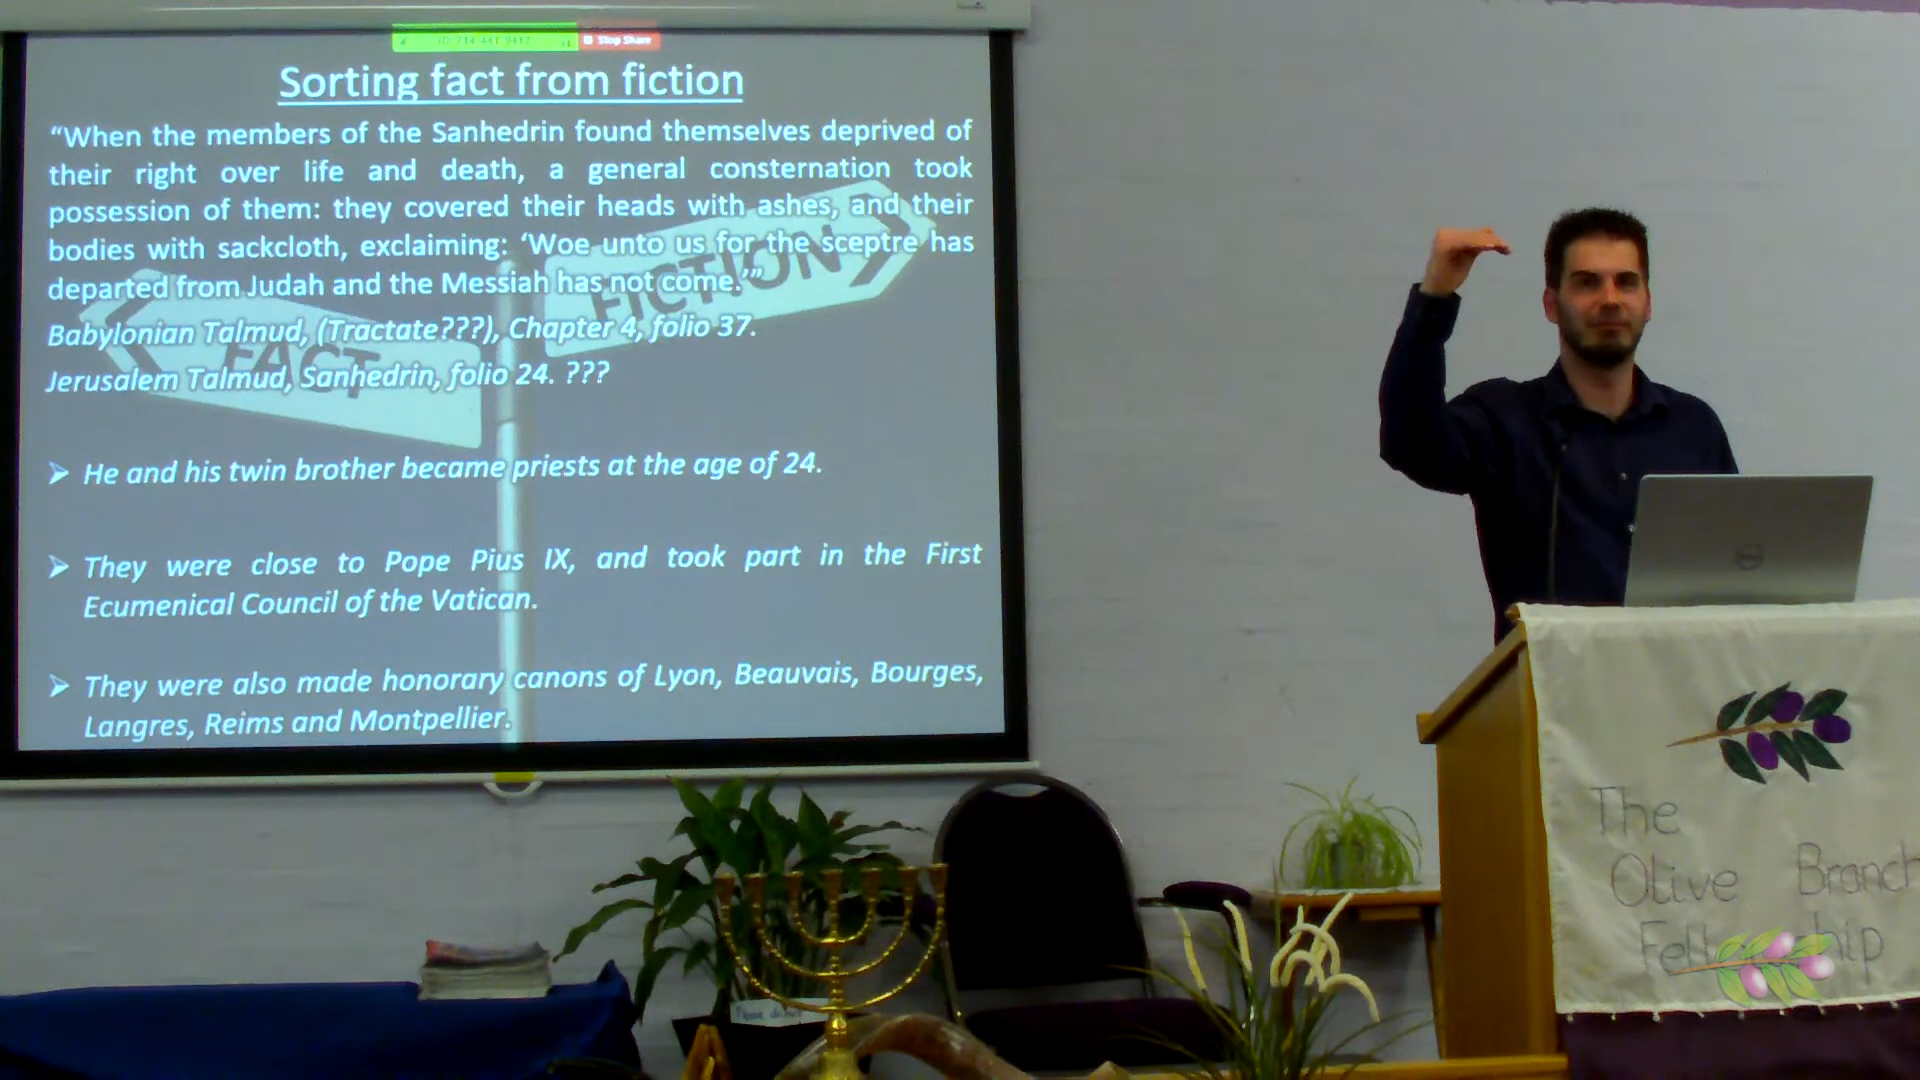 Stop Share
Sorting fact from fiction
“When the members of the Sanhedrin found themselves deprived of
their right over life and death, a general consternation took
possession of them: they covered their heads with ashes, and their
bodies with sackcloth, exclaiming: ‘Woe unto us for the sceptre has
departed from Judah and the Messiah has not come.’”
Babylonian Talmud, (Tractate???), Chapter 4, folio 37.
Jerusalem Talmud, Sanhedrin, folio 24. ???
FICTION
FACT
➢ He and his twin brother became priests at the age of 24.
➢ They were close to Pope Pius IX, and took part in the First
Ecumenical Council of the Vatican.
➢ They were also made honorary canons of Lyon, Beauvais, Bourges,
Langres, Reims and Montpellier.
DELL
The
Olive Branch
Fellowship
Please do not